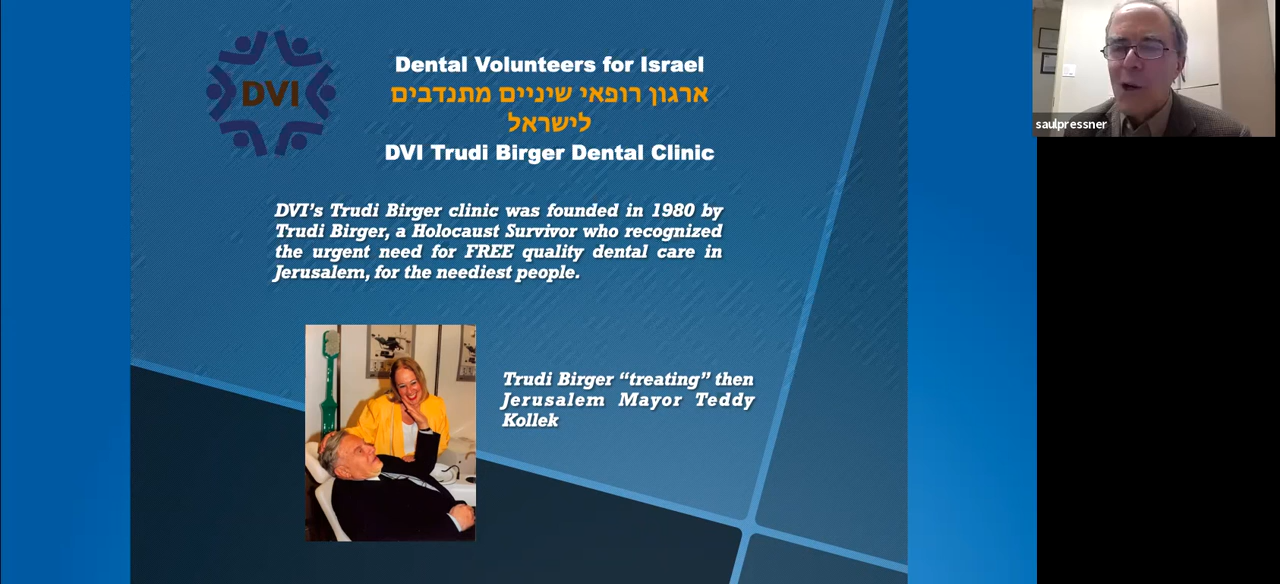 DVI
Dental Volunteers for Israel
ארגון רופאי שיניים מתנדבים
לישראל
DVI Trudi Birger Dental Clinic
DVI's Trudi Birger clinic was founded in 1980 by
Trudi Birger, a Holocaust Survivor who recognized
the urgent need for FREE quality dental care in
Jerusalem, for the neediest people.
Trudi Birger “treating” then
Jerusalem Mayor Teddy
Kollek
saulpressner